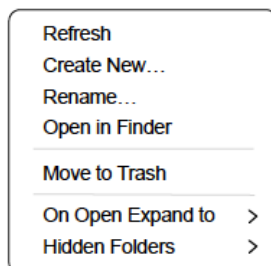 Refresh
Create New…
Rename…
Open in Finder
Move to Trash
On Open Expand to >
Hidden Folders >